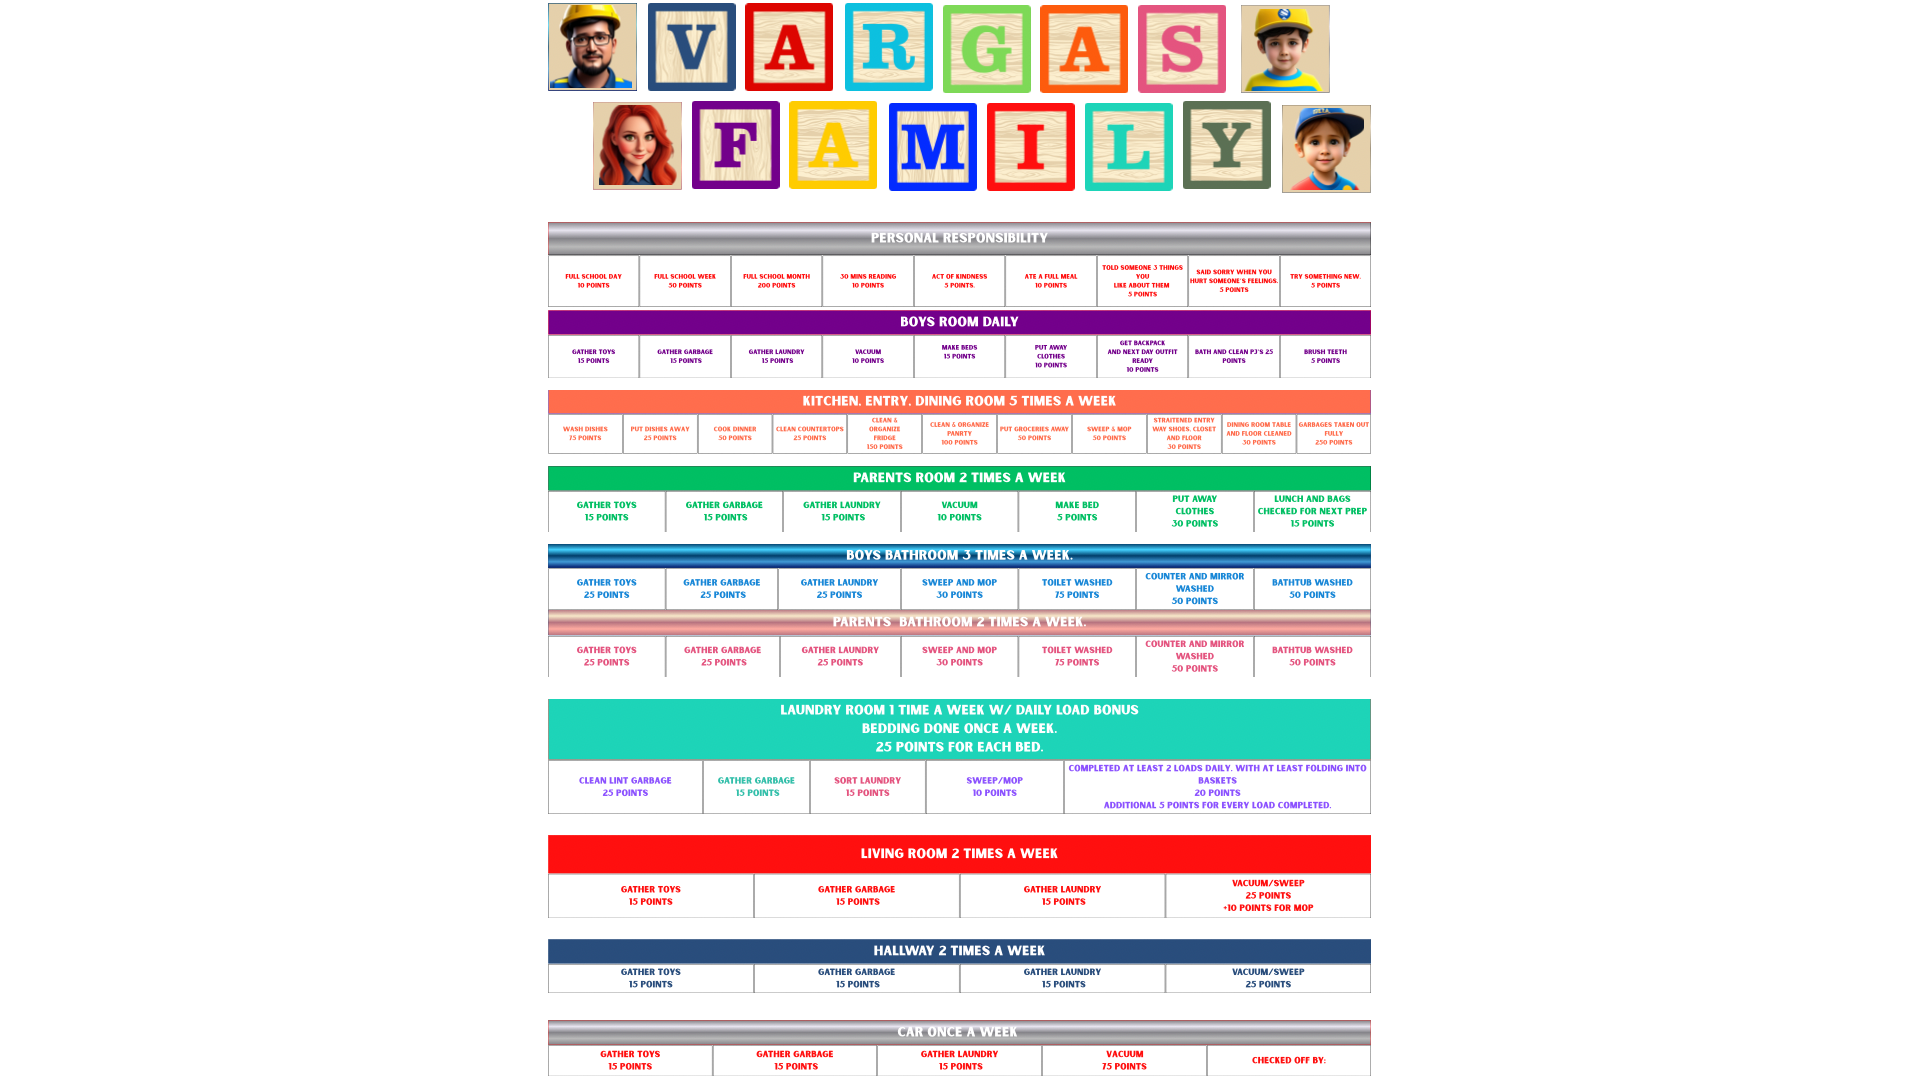 VARGAS
FAMILY
PERSONAL RESPONSIBILITY
FULL SCHOOL DAY
10 POINTS
FULL SCHOOL WEEK
50 POINTS
FULL SCHOOL MONTH
200 POINTS
30 MINS READING
10 POINTS
ACT OF KINDNESS
5 POINTS.
ATE A FULL MEAL
10 POINTS
TOLD SOMEONE 3 THINGS
YOU
LIKE ABOUT THEM
5 POINTS
SAID SORRY WHEN YOU
HURT SOMEONE'S FEELINGS.
5 POINTS
TRY SOMETHING NEW.
5 POINTS
BOYS ROOM DAILY
GATHER TOYS
15 POINTS
GATHER GARBAGE
15 POINTS
GATHER LAUNDRY
15 POINTS
VACUUM
10 POINTS
MAKE BEDS
15 POINTS
PUT AWAY
CLOTHES
10 POINTS
GET BACKPACK
AND NEXT DAY OUTFIT
READY
10 POINTS
BATH AND CLEAN PJ'S 25
POINTS
BRUSH TEETH
5 POINTS
KITCHEN. ENTRY. DINING ROOM 5 TIMES A WEEK
WASH DISHES
75 POINTS
PUT DISHES AWAY
25 POINTS
COOK DINNER
50 POINTS
CLEAN COUNTERTOPS
25 POINTS
CLEAN &
ORGANIZE
FRIDGE
150 POINTS
CLEAN & ORGANIZE
PANRTY
100 POINTS
PUT GROCERIES AWAY
50 POINTS
SWEEP & MOP
50 POINTS
STRAITENED ENTRY
WAY SHOES. CLOSET
AND FLOOR
30 POINTS
DINING ROOM TABLE
AND FLOOR CLEANED
30 POINTS
GARBAGES TAKEN OUT
FULLY
250 POINTS
PARENTS ROOM 2 TIMES A WEEK
GATHER TOYS
15 POINTS
GATHER GARBAGE
15 POINTS
GATHER LAUNDRY
15 POINTS
VACUUM
10 POINTS
MAKE BED
5 POINTS
PUT AWAY
CLOTHES
30 POINTS
LUNCH AND BAGS
CHECKED FOR NEXT PREP
15 POINTS
BOYS BATHROOM 3 TIMES A WEEK.
GATHER TOYS
25 POINTS
GATHER GARBAGE
25 POINTS
GATHER LAUNDRY
25 POINTS
SWEEP AND MOP
30 POINTS
TOILET WASHED
75 POINTS
COUNTER AND MIRROR
WASHED
50 POINTS
BATHTUB WASHED
50 POINTS
PARENTS BATHROOM 2 TIMES A WEEK.
GATHER TOYS
25 POINTS
GATHER GARBAGE
25 POINTS
GATHER LAUNDRY
25 POINTS
SWEEP AND MOP
30 POINTS
TOILET WASHED
75 POINTS
COUNTER AND MIRROR
WASHED
50 POINTS
BATHTUB WASHED
50 POINTS
LAUNDRY ROOM 1 TIME A WEEK W/ DAILY LOAD BONUS
BEDDING DONE ONCE A WEEK.
25 POINTS FOR EACH BED.
CLEAN LINT GARBAGE
25 POINTS
GATHER GARBAGE
15 POINTS
SORT LAUNDRY
15 POINTS
SWEEP/MOP
10 POINTS
COMPLETED AT LEAST 2 LOADS DAILY. WITH AT LEAST FOLDING INTO
BASKETS
20 POINTS
ADDITIONAL 5 POINTS FOR EVERY LOAD COMPLETED.
LIVING ROOM 2 TIMES A WEEK
GATHER TOYS
15 POINTS
GATHER GARBAGE
15 POINTS
GATHER LAUNDRY
15 POINTS
VACUUM/SWEEP
25 POINTS
+10 POINTS FOR MOP
HALLWAY 2 TIMES A WEEK
GATHER TOYS
15 POINTS
GATHER GARBAGE
15 POINTS
GATHER LAUNDRY
15 POINTS
VACUUM/SWEEP
25 POINTS
CAR ONCE A WEEK
GATHER TOYS
15 POINTS
GATHER GARBAGE
15 POINTS
GATHER LAUNDRY
15 POINTS
VACUUM
75 POINTS
CHECKED OFF BY: